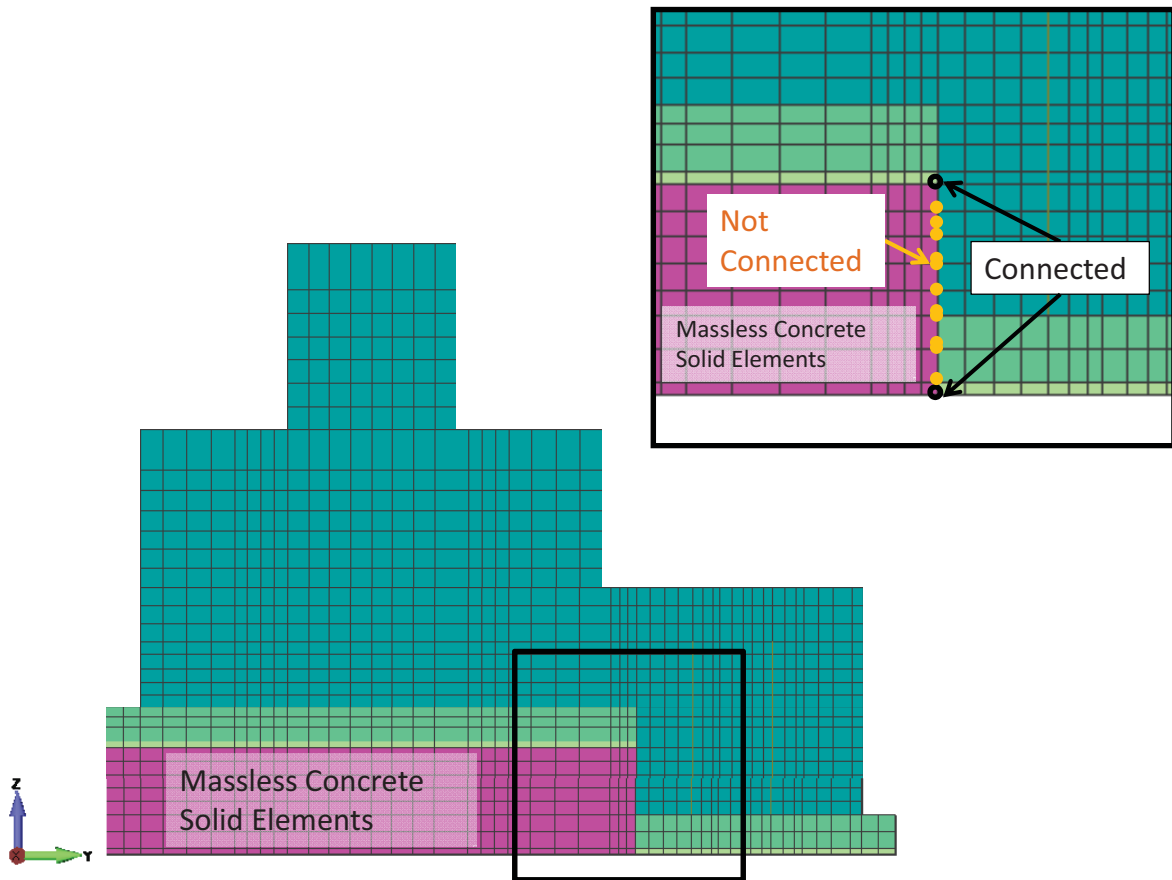 Not
Connected
Connected
Massless Concrete
Solid Elements
Massless Concrete
Solid Elements
Z
X
Y